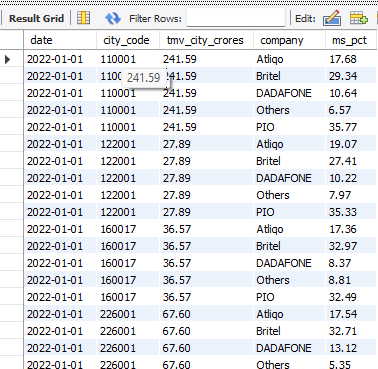 Result Grid Filter Rows: Edit:
date city_code tmv_city_crores company ms_pct
2022-01-01 110001 241.59 Atliqo 17.68
2022-01-01 1100 241.59 41.59 Britel 29.34
2022-01-01 110001 241.59 DADAFONE 10.64
2022-01-01 110001 241.59 Others 6.57
2022-01-01 110001 241.59 PIO 35.77
2022-01-01 122001 27.89 Atliqo 19.07
2022-01-01 122001 27.89 Britel 27.41
2022-01-01 122001 27.89 DADAFONE 10.22
2022-01-01 122001 27.89 Others 7.97
2022-01-01 122001 27.89 PIO 35.33
2022-01-01 160017 36.57 Atliqo 17.36
2022-01-01 160017 36.57 Britel 32.97
2022-01-01 160017 36.57 DADAFONE 8.37
2022-01-01 160017 36.57 Others 8.81
2022-01-01 160017 36.57 PIO 32.49
2022-01-01 226001 67.60 Atliqo 17.54
2022-01-01 226001 67.60 Britel 32.71
2022-01-01 226001 67.60 DADAFONE 13.12
2022-01-01 226001 67.60 Others 5.35